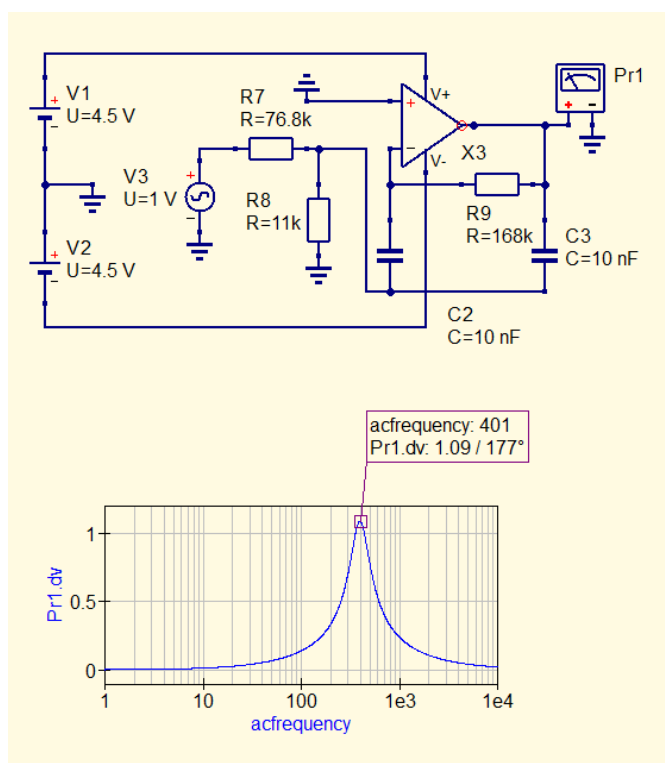 V1
U=4.5 V
R7
R=76.8k
V+
Pr1
V3
U=1 V
R8
R=11k
V-
X3
R9
R=168k
V2
U=4.5 V
C3
C=10 nF
C2
C=10 nF
acfrequency: 401
Pr1.dv: 1.09 / 177°
Pr1.dv
1
0.5
0
1
10
100
1e3
1e4
acfrequency